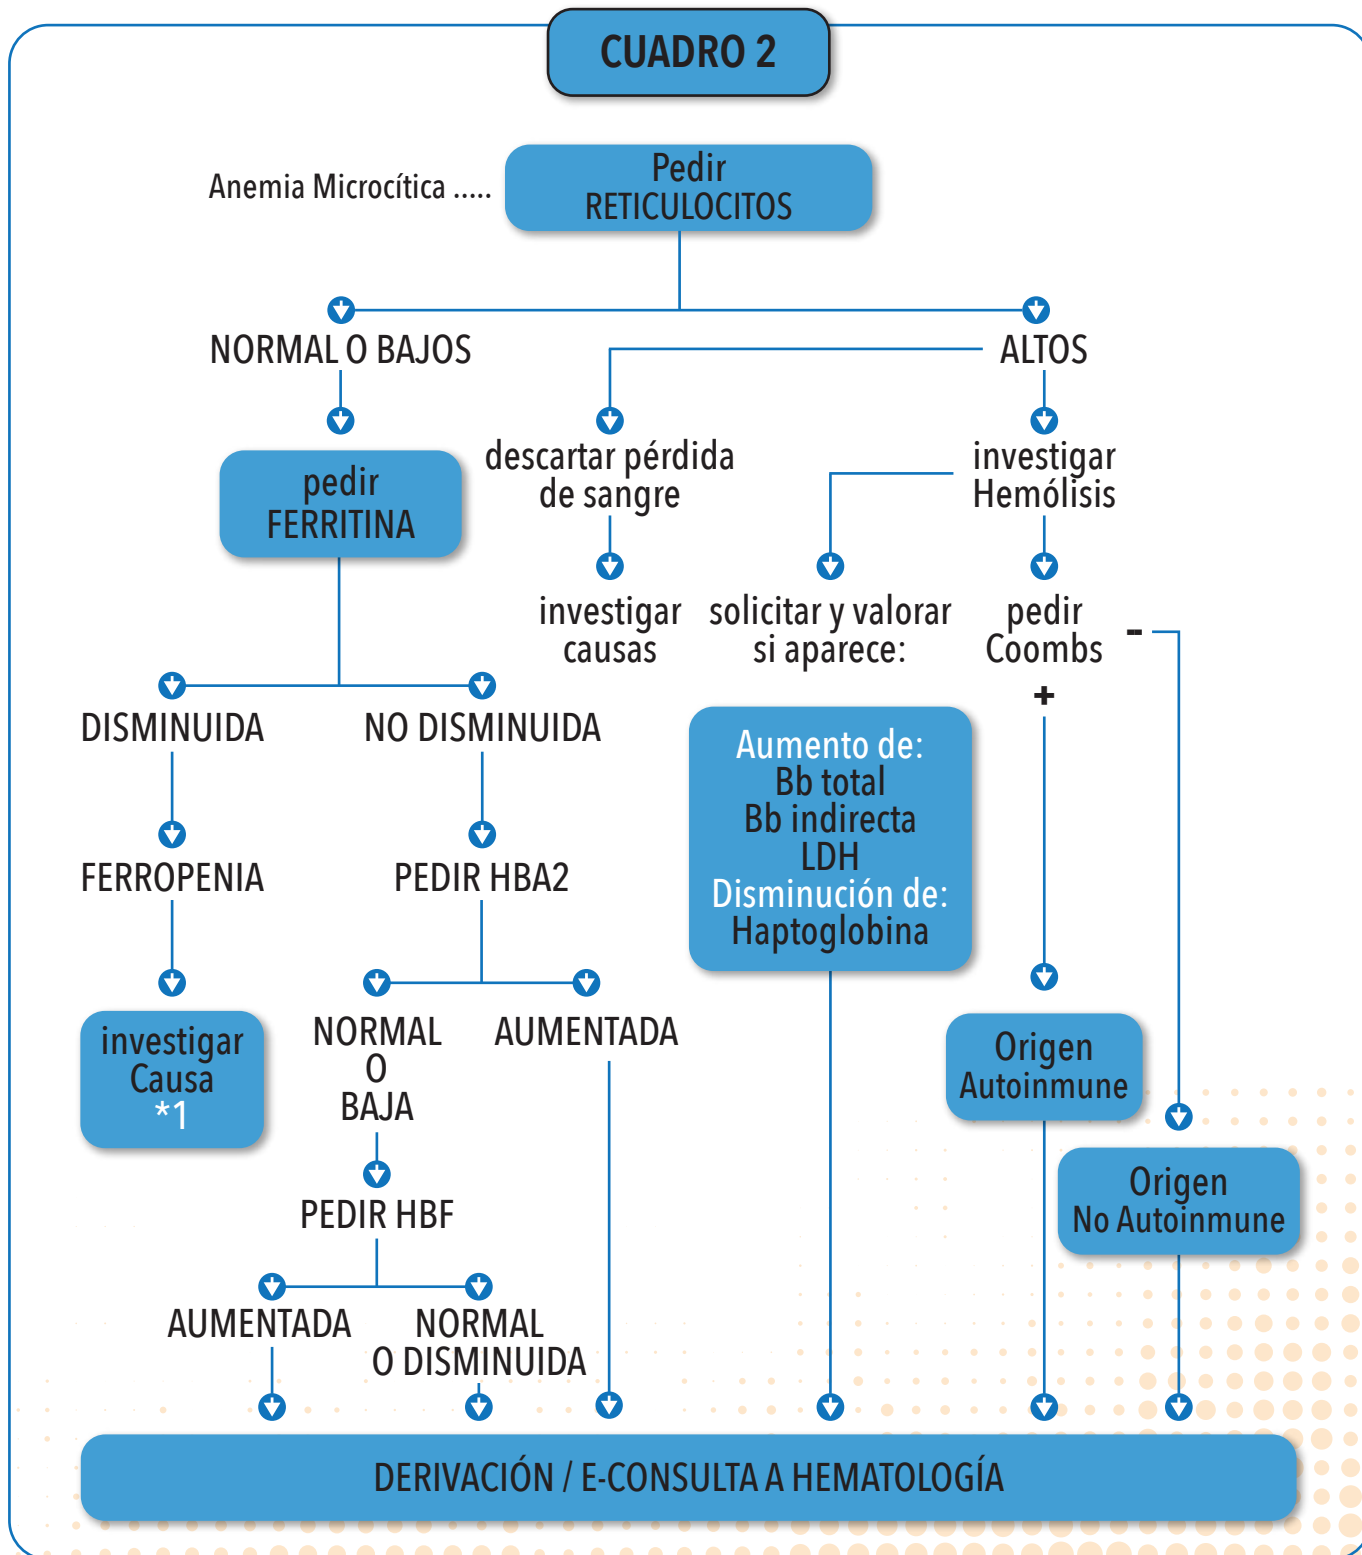 CUADRO 2
Anemia Microcítica .....
Pedir
RETICULOCITOS
NORMAL O BAJOS
ALTOS
pedir
FERRITINA
descartar pérdida
de sangre
investigar
Hemólisis
investigar
causas
solicitar y valorar
si aparece:
pedir
Coombs
--
+
DISMINUIDA
NO DISMINUIDA
Aumento de:
Bb total
Bb indirecta
LDH
Disminución de:
Haptoglobina
FERROPENIA
PEDIR HBA2
investigar
Causa
*1
NORMAL
O
BAJA
AUMENTADA
Origen
Autoinmune
Origen
No Autoinmune
PEDIR HBF
AUMENTADA
NORMAL
O DISMINUIDA
DERIVACIÓN / E-CONSULTA A HEMATOLOGÍA